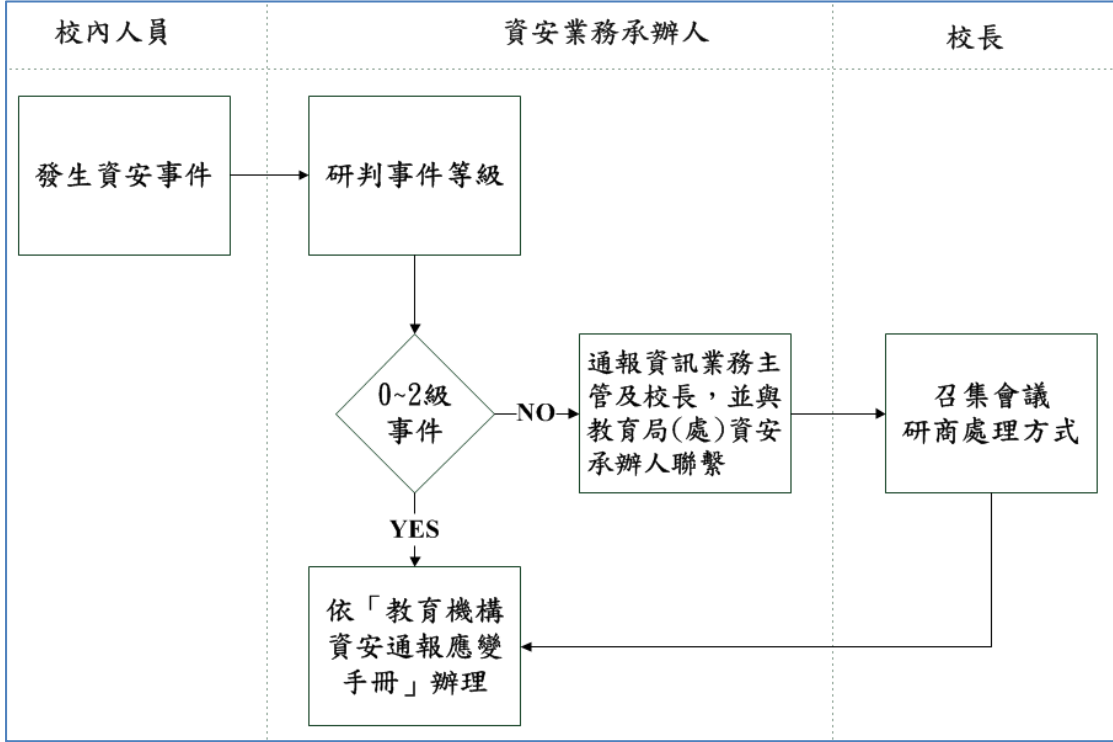 校內人員
資安業務承辦人
校長
發生資安事件
研判事件等級
0~2級
事件
NO
通報資訊業務主
管及校長，並與
教育局(處)資安
承辦人聯繫
召集會議
研商處理方式
YES
依「教育機構
資安通報應變
手冊」辦理